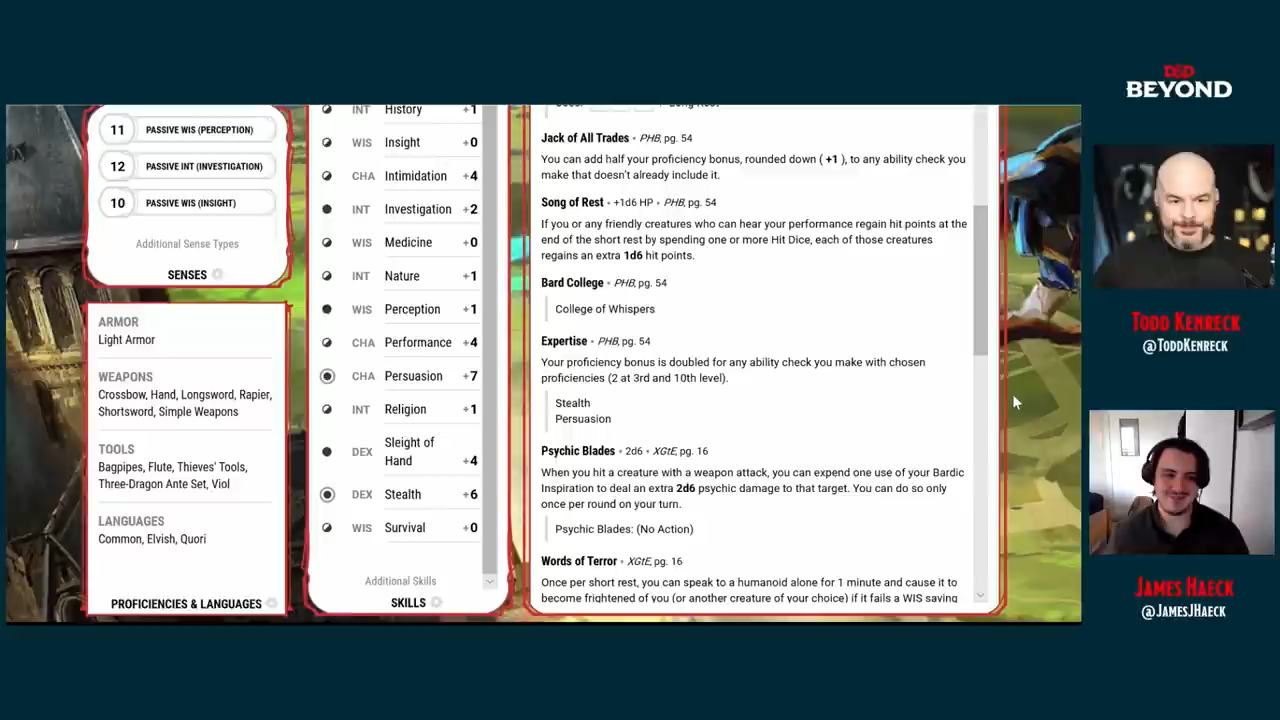 D&D
BEYOND
11 PASSIVE WIS (PERCEPTION)
12 PASSIVE INT (INVESTIGATION)
10 PASSIVE WIS (INSIGHT)
Additional Sense Types
SENSES
ARMOR
Light Armor
WEAPONS
Crossbow, Hand, Longsword, Rapier,
Shortsword, Simple Weapons
TOOLS
Bagpipes, Flute, Thieves' Tools,
Three-Dragon Ante Set, Viol
LANGUAGES
Common, Elvish, Quori
PROFICIENCIES & LANGUAGES
INT History +1
WIS Insight +0
CHA Intimidation +4
INT Investigation +2
WIS Medicine +0
INT Nature +1
WIS Perception +1
CHA Performance +4
CHA Persuasion +7
INT Religion +1
DEX Sleight of
Hand +4
DEX Stealth +6
WIS Survival +0
Additional Skills
SKILLS
Jack of All Trades • PHB, pg. 54
You can add half your proficiency bonus, rounded down ( +1 ), to any ability check you
make that doesn't already include it.
Song of Rest • +1d6 HP • PHB, pg. 54
If you or any friendly creatures who can hear your performance regain hit points at the
end of the short rest by spending one or more Hit Dice, each of those creatures
regains an extra 1d6 hit points.
Bard College • PHB, pg. 54
College of Whispers
Expertise • PHB, pg. 54
Your proficiency bonus is doubled for any ability check you make with chosen
proficiencies (2 at 3rd and 10th level).
Stealth
Persuasion
Psychic Blades • 2d6 • XGtE, pg. 16
When you hit a creature with a weapon attack, you can expend one use of your Bardic
Inspiration to deal an extra 2d6 psychic damage to that target. You can do so only
once per round on your turn.
Psychic Blades: (No Action)
Words of Terror • XGtE, pg. 16
Once per short rest, you can speak to a humanoid alone for 1 minute and cause it to
become frightened of you (or another creature of your choice) if it fails a WIS saving
TODD KENRECK
@TODDKENRECK
JAMES HAECK
@JAMESJHAECK